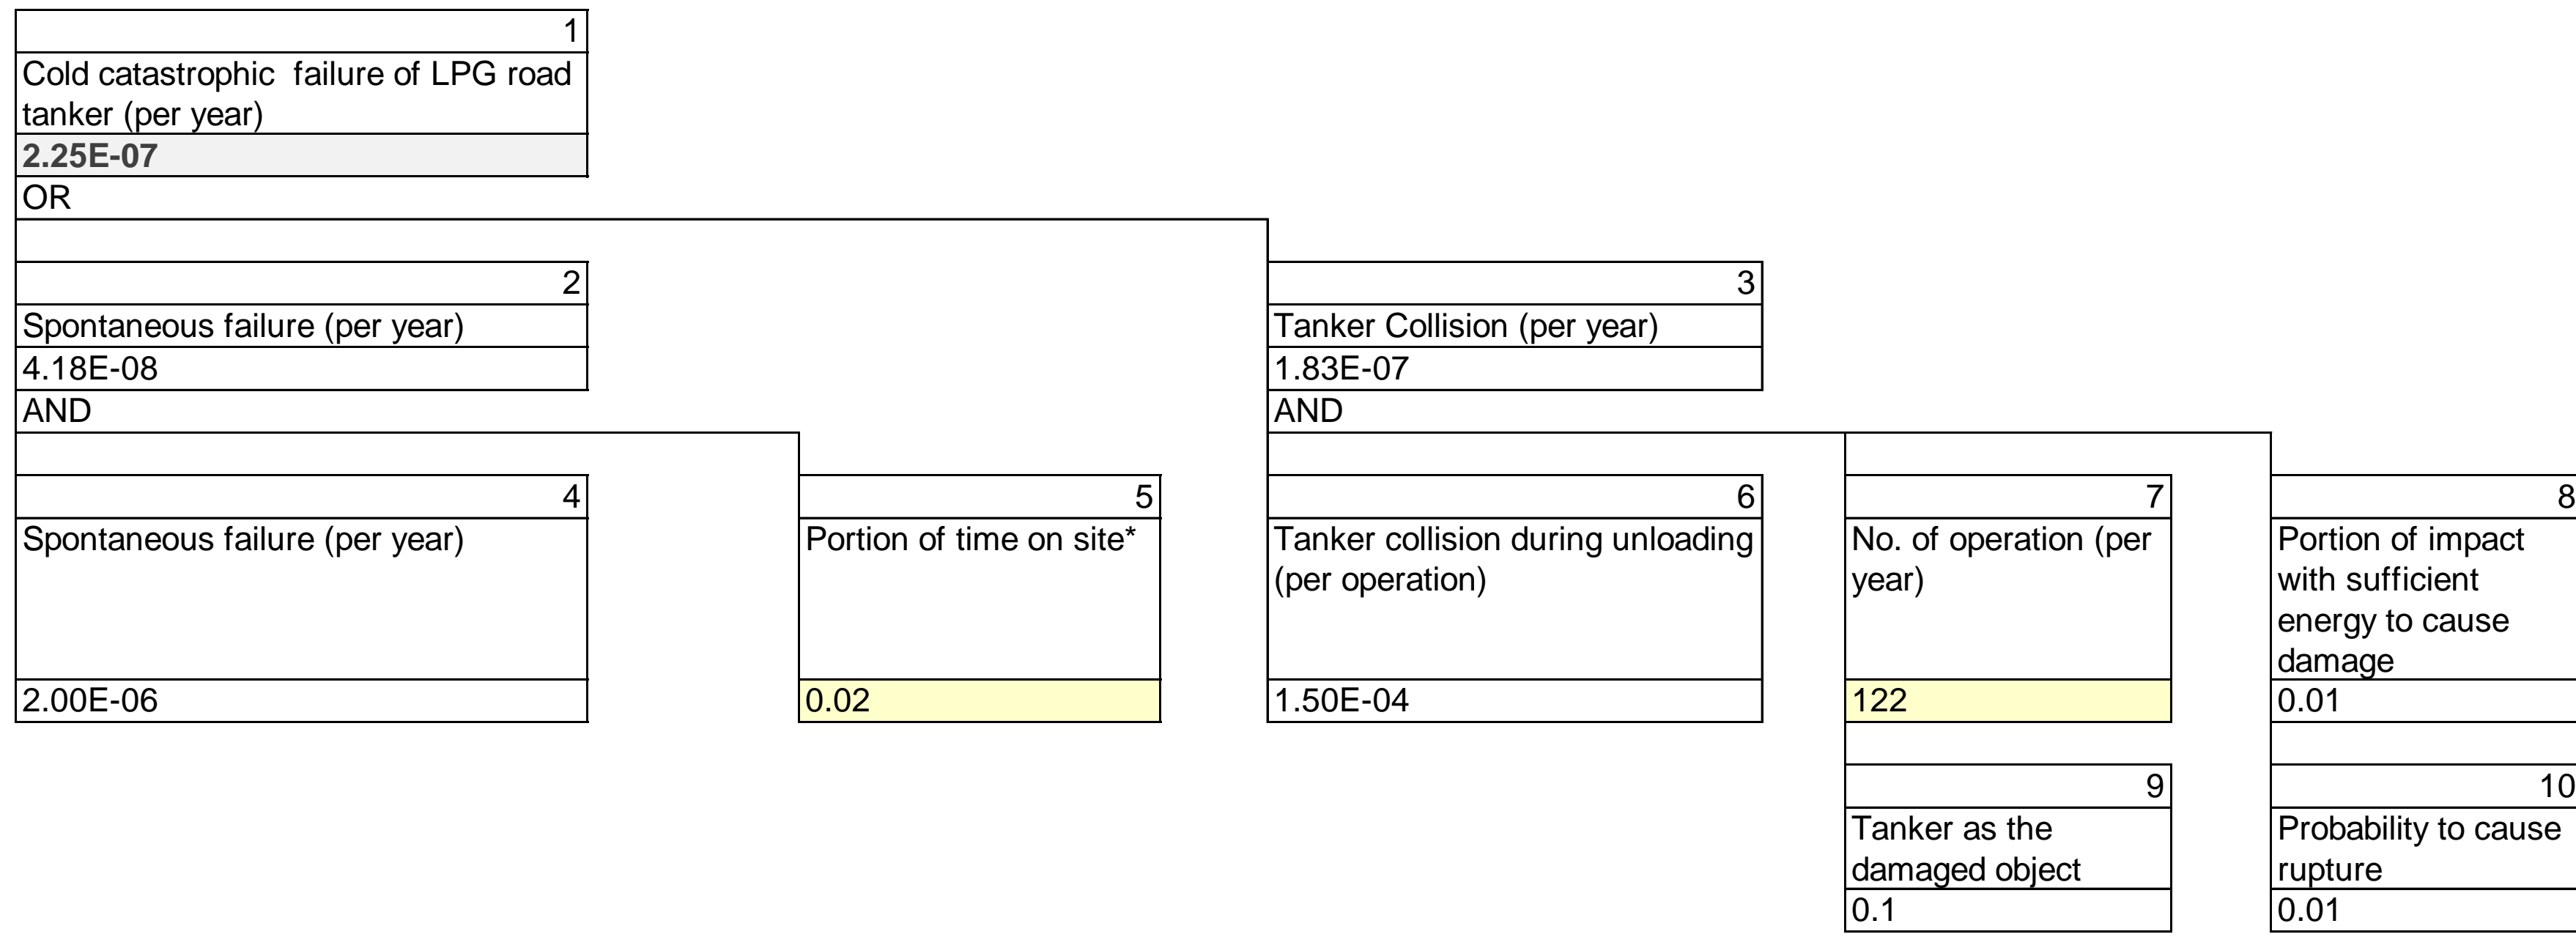 1
Cold catastrophic  failure of LPG road
tanker (per year)
2.25E-07
OR
2
Spontaneous failure (per year)
4.18E-08
AND
3
Tanker Collision (per year)
1.83E-07
AND
4
Spontaneous failure (per year)
2.00E-06
5
Portion of time on site*
0.02
6
Tanker collision during unloading
(per operation)
1.50E-04
7
No. of operation (per
year)
122
8
Portion of impact
with sufficient
energy to cause
damage
0.01
9
Tanker as the
damaged object
0.1
10
Probability to cause
rupture
0.01